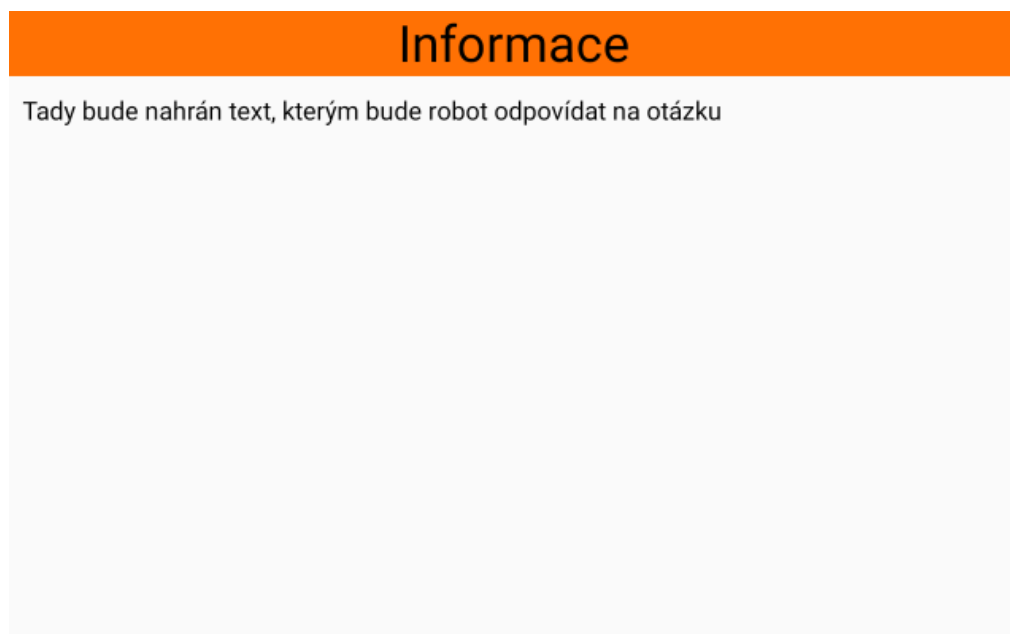 Informace
Tady bude nahrán text, kterým bude robot odpovídat na otázku